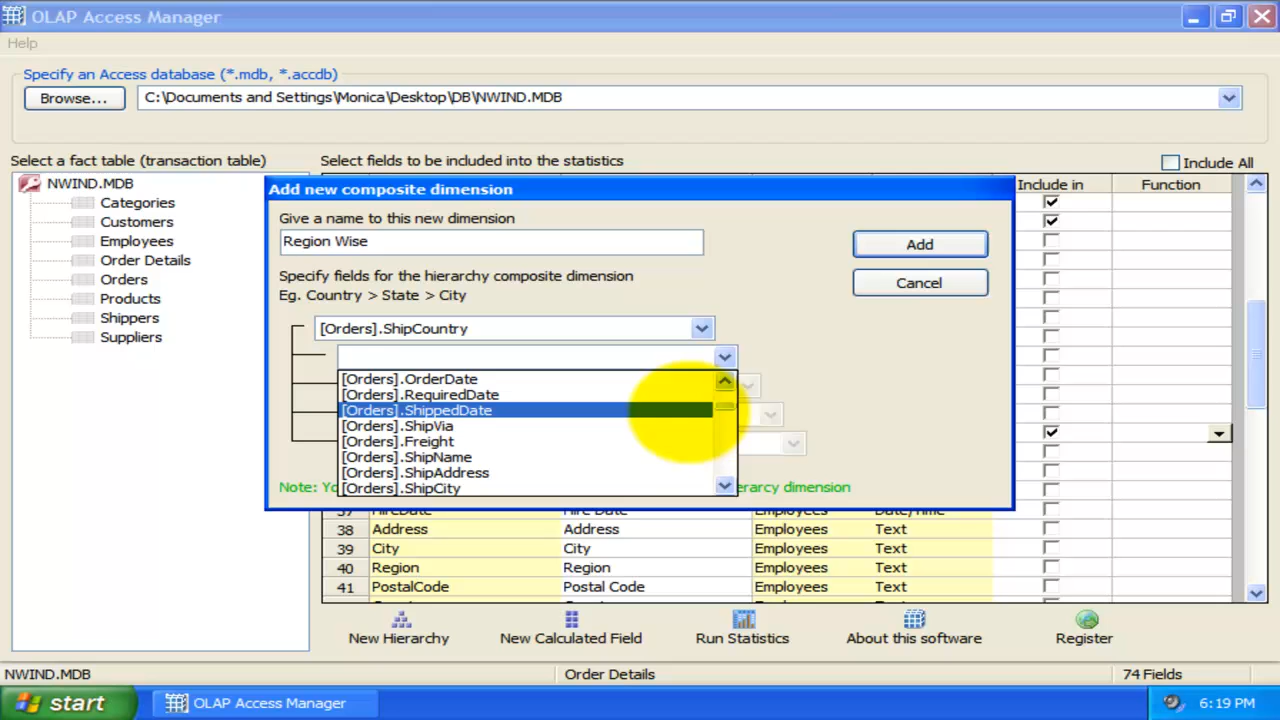 OLAP Access Manager
Help
Specify an Access database (*.mdb, *.accdb)
Browse...
C:\Documents and Settings\Monica\Desktop\DB\NWIND.MDB
Select a fact table (transaction table)
Select fields to be included into the statistics
Include All
NWIND.MDB
Categories
Customers
Employees
Order Details
Orders
Products
Shippers
Suppliers
Include in
Function
Add new composite dimension
Give a name to this new dimension
Region Wise
Add
Specify fields for the hierarchy composite dimension
Cancel
Eg. Country > State > City
[Orders].ShipCountry
[Orders].OrderDate
[Orders].RequiredDate
[Orders].ShippedDate
[Orders].ShipVia
[Orders].Freight
[Orders].ShipName
[Orders].ShipAddress
[Orders].ShipCity
Note: dimension
38 Address Address Employees Text
39 City City Employees Text
40 Region Region Employees Text
41 PostalCode Postal Code Employees Text
New Hierarchy
New Calculated Field
Run Statistics
About this software
Register
NWIND.MDB
Order Details
74 Fields
start
OLAP Access Manager
6:19 PM